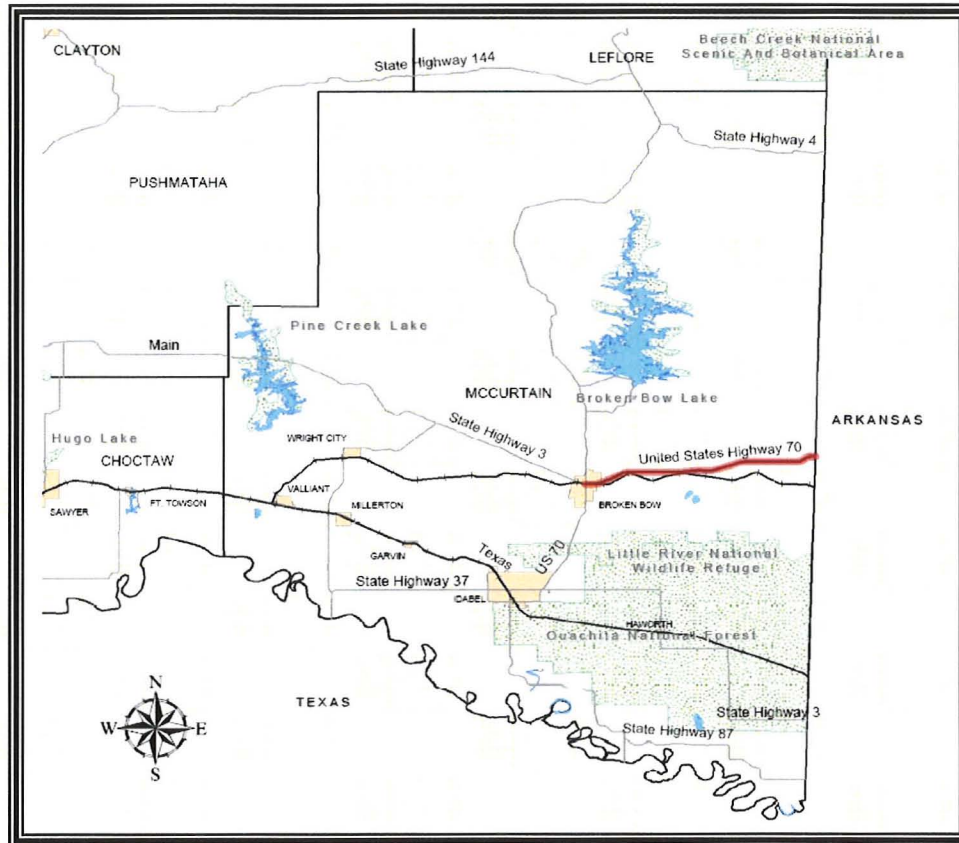 Beech Creek National
Scenic And Botanical Area
CLAYTON
LEFLORE
State Highway 144
State Highway 4
PUSHMATAHA
Pine Creek Lake
Main
MCCURTAIN
Broken Bow Lake
ARKANSAS
State Highway 3
WRIGHT CITY
Hugo Lake
CHOCTAW
United States Highway 70
VALLIANT
SAWYER
FT. TOWSON
MILLERTON
BROKEN BOW
GARVIN
Texas
US 70
Little River National
Wildlife Refuge
State Highway 37
IDABEL
HAWORTH
Ouachita National Forest
TEXAS
State Highway 3
State Highway 87
N
W
E
S